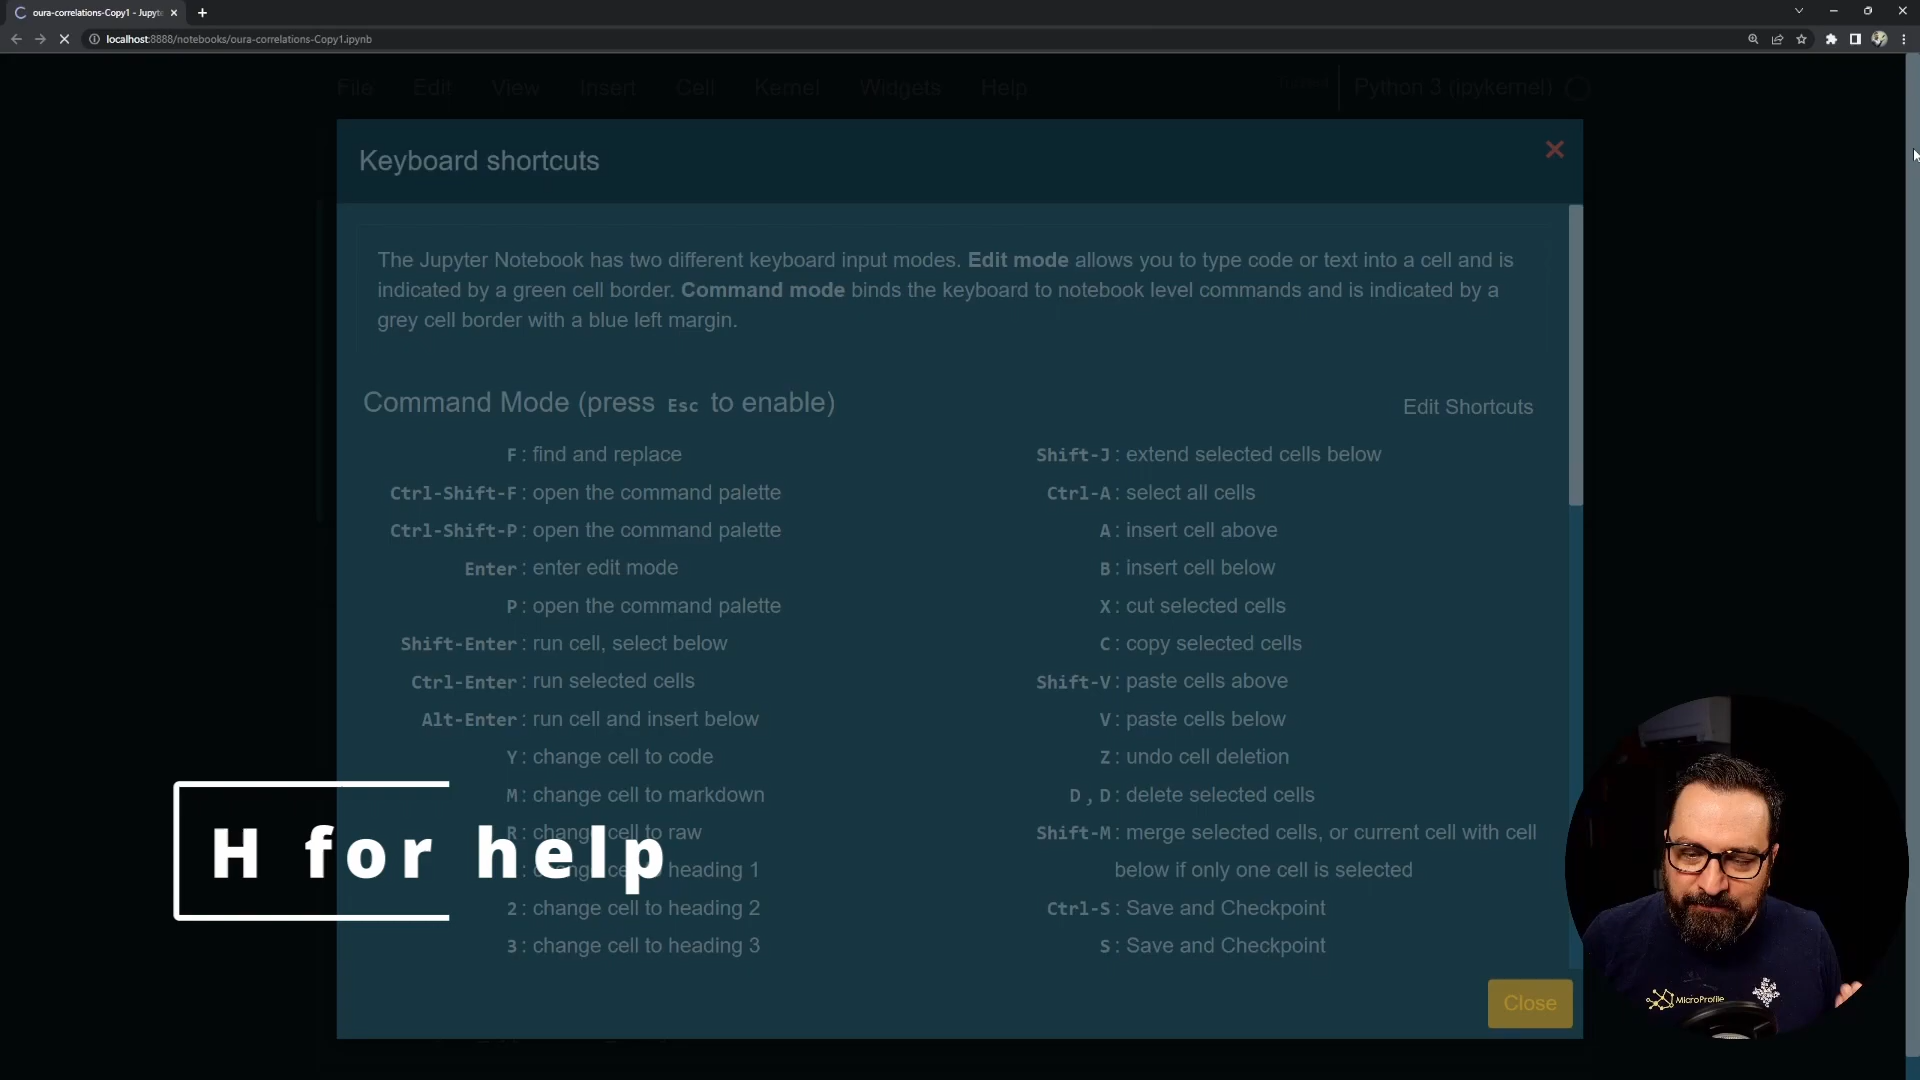 oura-correlations-Copy1 - Jupyte
localhost:8888/notebooks/oura-correlations-Copy1.ipynb
File Edit View Insert Cell Kernel Widgets Help
Python 3 (ipykernel)
Keyboard shortcuts
The Jupyter Notebook has two different keyboard input modes. Edit mode allows you to type code or text into a cell and is
indicated by a green cell border. Command mode binds the keyboard to notebook level commands and is indicated by a
grey cell border with a blue left margin.
Command Mode (press Esc to enable)
Edit Shortcuts
F: find and replace
Ctrl-Shift-F: open the command palette
Ctrl-Shift-P: open the command palette
Enter: enter edit mode
P: open the command palette
Shift-Enter: run cell, select below
Ctrl-Enter: run selected cells
Alt-Enter: run cell and insert below
Y: change cell to code
M: change cell to markdown
R: change cell to raw
: change cell to heading 1
2: change cell to heading 2
3: change cell to heading 3
Shift-J: extend selected cells below
Ctrl-A: select all cells
A: insert cell above
B: insert cell below
X: cut selected cells
C: copy selected cells
Shift-V: paste cells above
V: paste cells below
Z: undo cell deletion
D,D: delete selected cells
Shift-M: merge selected cells, or current cell with cell
below if only one cell is selected
Ctrl-S: Save and Checkpoint
S: Save and Checkpoint
H for help
Close
MicroProfile